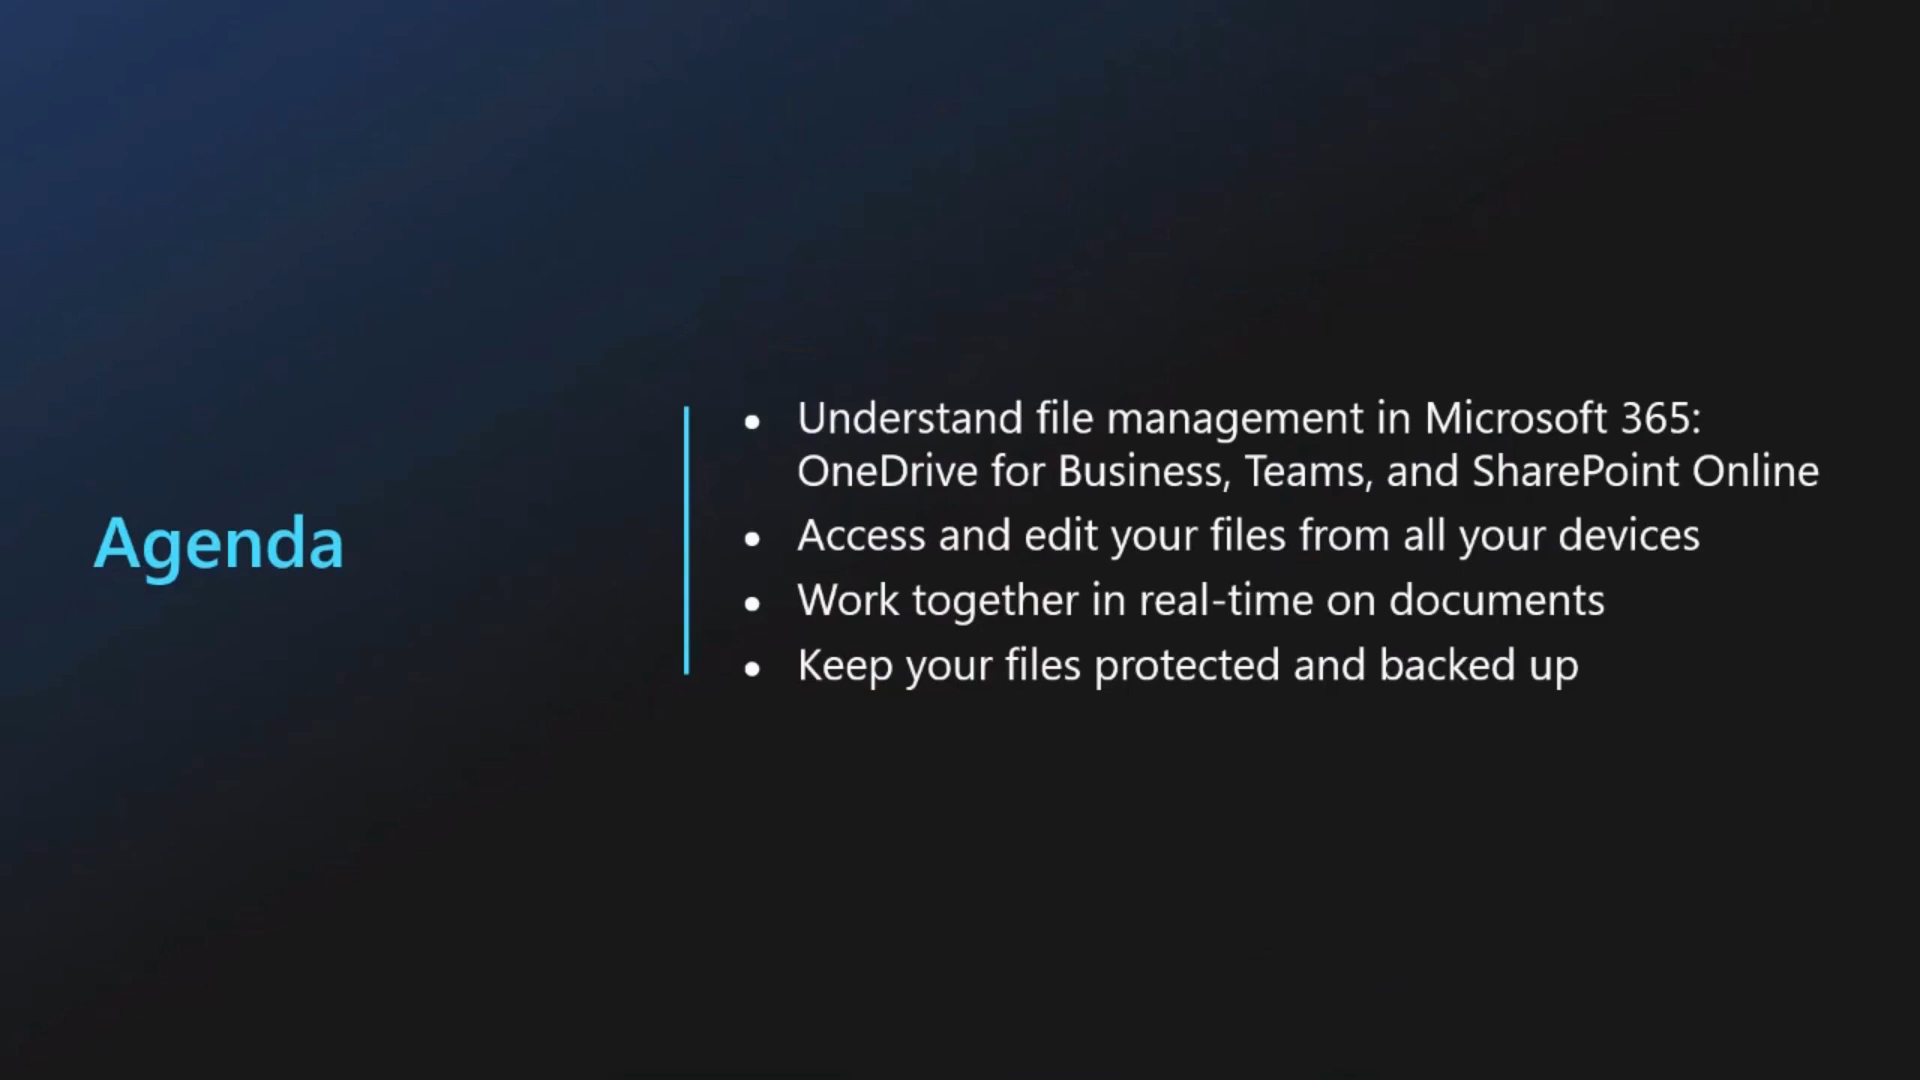 Agenda
• Understand file management in Microsoft 365:
OneDrive for Business, Teams, and SharePoint Online
• Access and edit your files from all your devices
• Work together in real-time on documents
• Keep your files protected and backed up